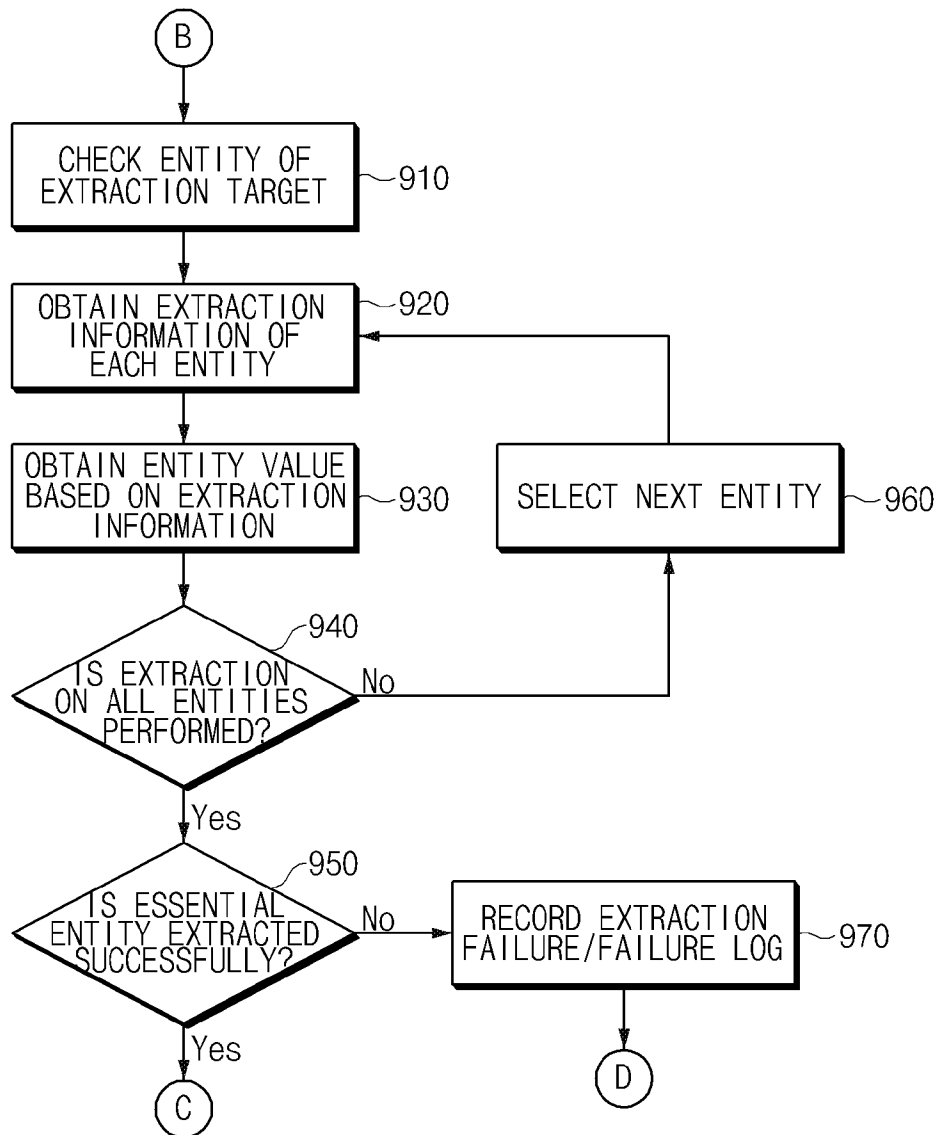 B
CHECK ENTITY OF
EXTRACTION TARGET
910
OBTAIN EXTRACTION
INFORMATION OF
EACH ENTITY
920
OBTAIN ENTITY VALUE
BASED ON EXTRACTION
INFORMATION
930
SELECT NEXT ENTITY
960
IS EXTRACTION
ON ALL ENTITIES
PERFORMED?
940
No
Yes
IS ESSENTIAL
ENTITY EXTRACTED
SUCCESSFULLY?
950
No
RECORD EXTRACTION
FAILURE/FAILURE LOG
970
Yes
C
D